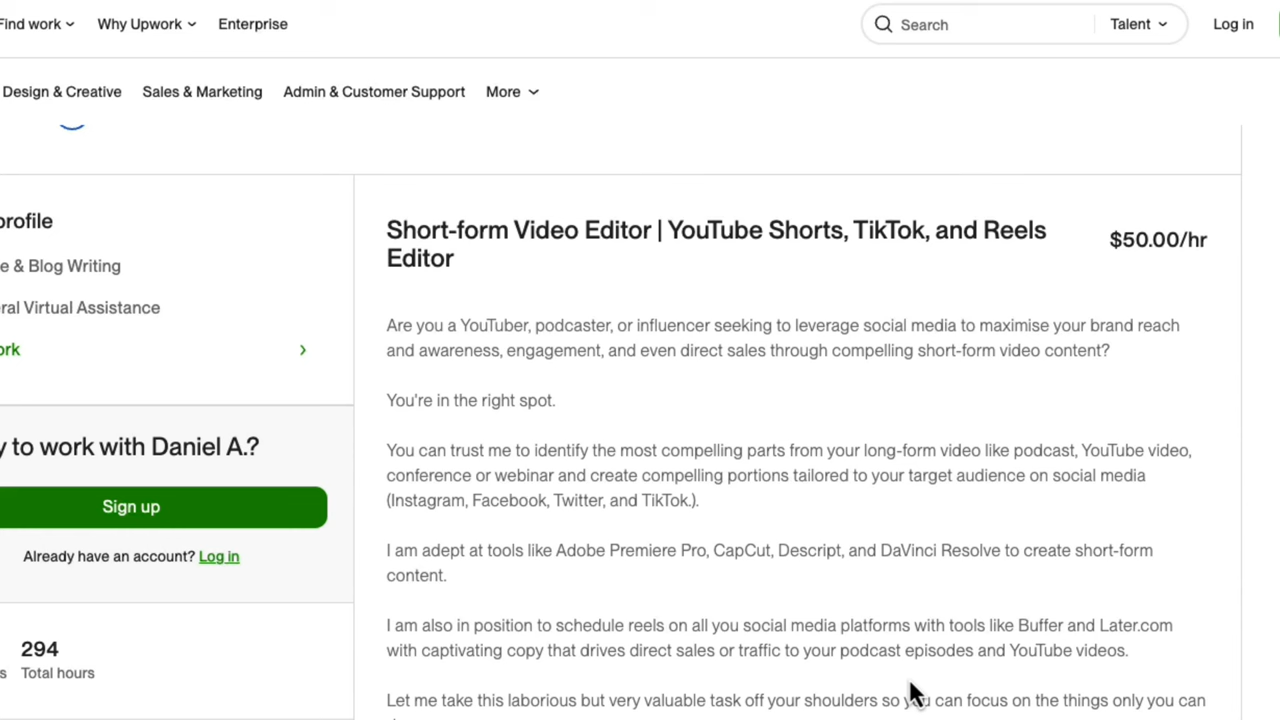 Find work Why Upwork Enterprise Search Talent Log in
Design & Creative Sales & Marketing Admin & Customer Support More
profile
e & Blog Writing
eral Virtual Assistance
ork
y to work with Daniel A.?
Sign up
Already have an account? Log in
294
s Total hours
Short-form Video Editor | YouTube Shorts, TikTok, and Reels
Editor
$50.00/hr
Are you a YouTuber, podcaster, or influencer seeking to leverage social media to maximise your brand reach
and awareness, engagement, and even direct sales through compelling short-form video content?
You're in the right spot.
You can trust me to identify the most compelling parts from your long-form video like podcast, YouTube video,
conference or webinar and create compelling portions tailored to your target audience on social media
(Instagram, Facebook, Twitter, and TikTok.).
I am adept at tools like Adobe Premiere Pro, CapCut, Descript, and DaVinci Resolve to create short-form
content.
I am also in position to schedule reels on all you social media platforms with tools like Buffer and Later.com
with captivating copy that drives direct sales or traffic to your podcast episodes and YouTube videos.
Let me take this laborious but very valuable task off your shoulders so you can focus on the things only you can